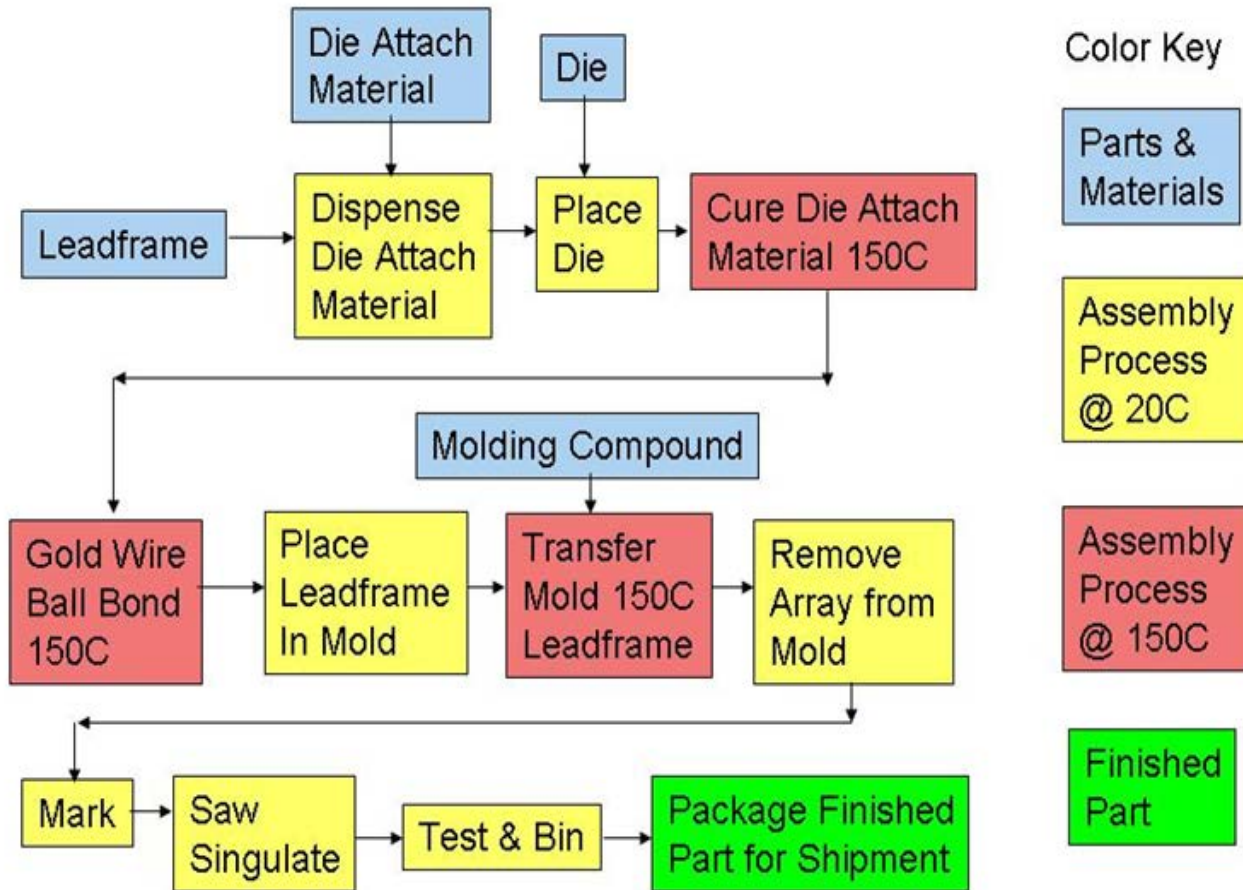 Die Attach
Material
Die
Color Key
Parts &
Materials
Leadframe
Dispense
Die Attach
Material
Place
Die
Cure Die Attach
Material 150C
Assembly
Process
@ 20C
Molding Compound
Gold Wire
Ball Bond
150C
Place
Leadframe
In Mold
Transfer
Mold 150C
Leadframe
Remove
Array from
Mold
Assembly
Process
@ 150C
Mark
Saw
Singulate
Test & Bin
Package Finished
Part for Shipment
Finished
Part